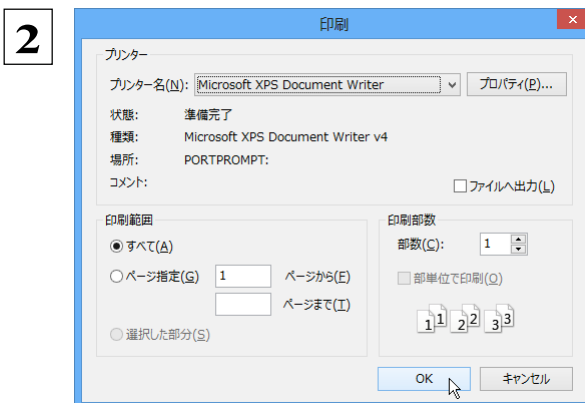 2
印刷
プリンター
プリンター名(N): Microsoft XPS Document Writer プロパティ(P)...
状態: 準備完了
種類: Microsoft XPS Document Writer v4
場所: PORTPROMPT:
コメント: ファイルへ出力(L)
印刷範囲
すべて(A)
ページ指定(G) 1 ページから(F)
ページまで(T)
選択した部分(S)
印刷部数
部数(C): 1
部単位で印刷(O)
1 1 2 2 3 3
OK キャンセル